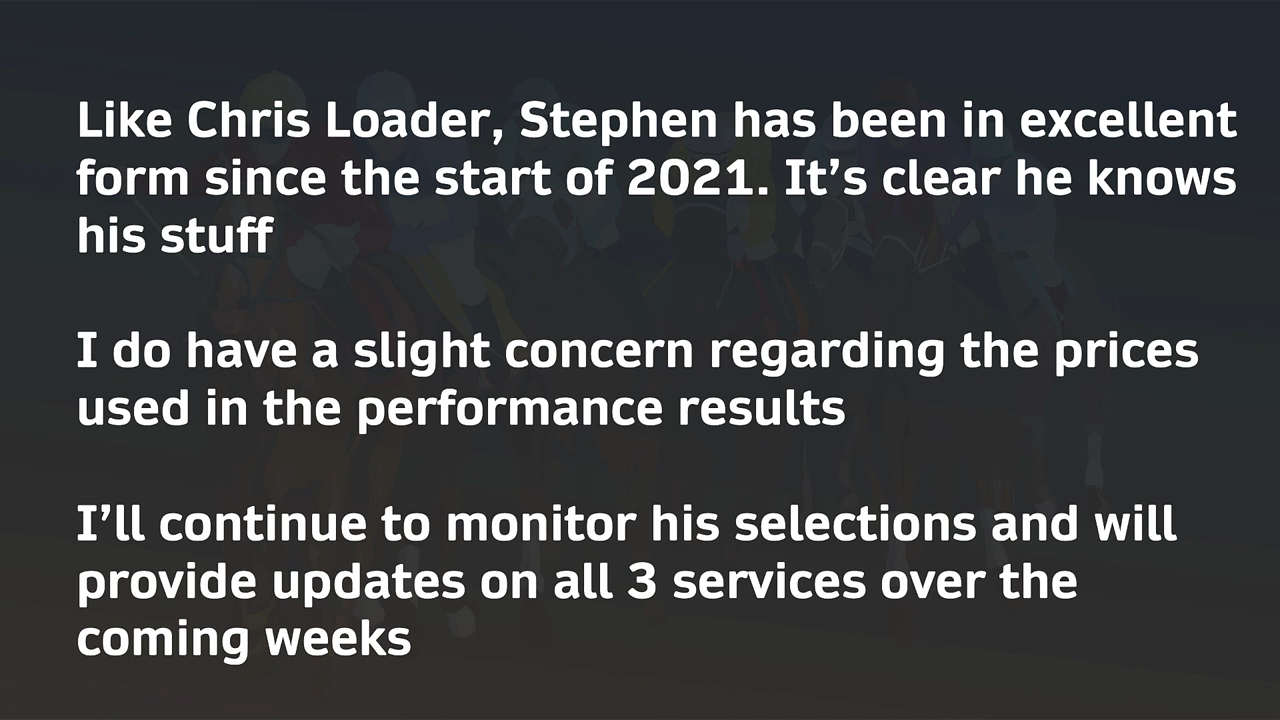 Like Chris Loader, Stephen has been in excellent
form since the start of 2021. It’s clear he knows
his stuff
I do have a slight concern regarding the prices
used in the performance results
I’ll continue to monitor his selections and will
provide updates on all 3 services over the
coming weeks